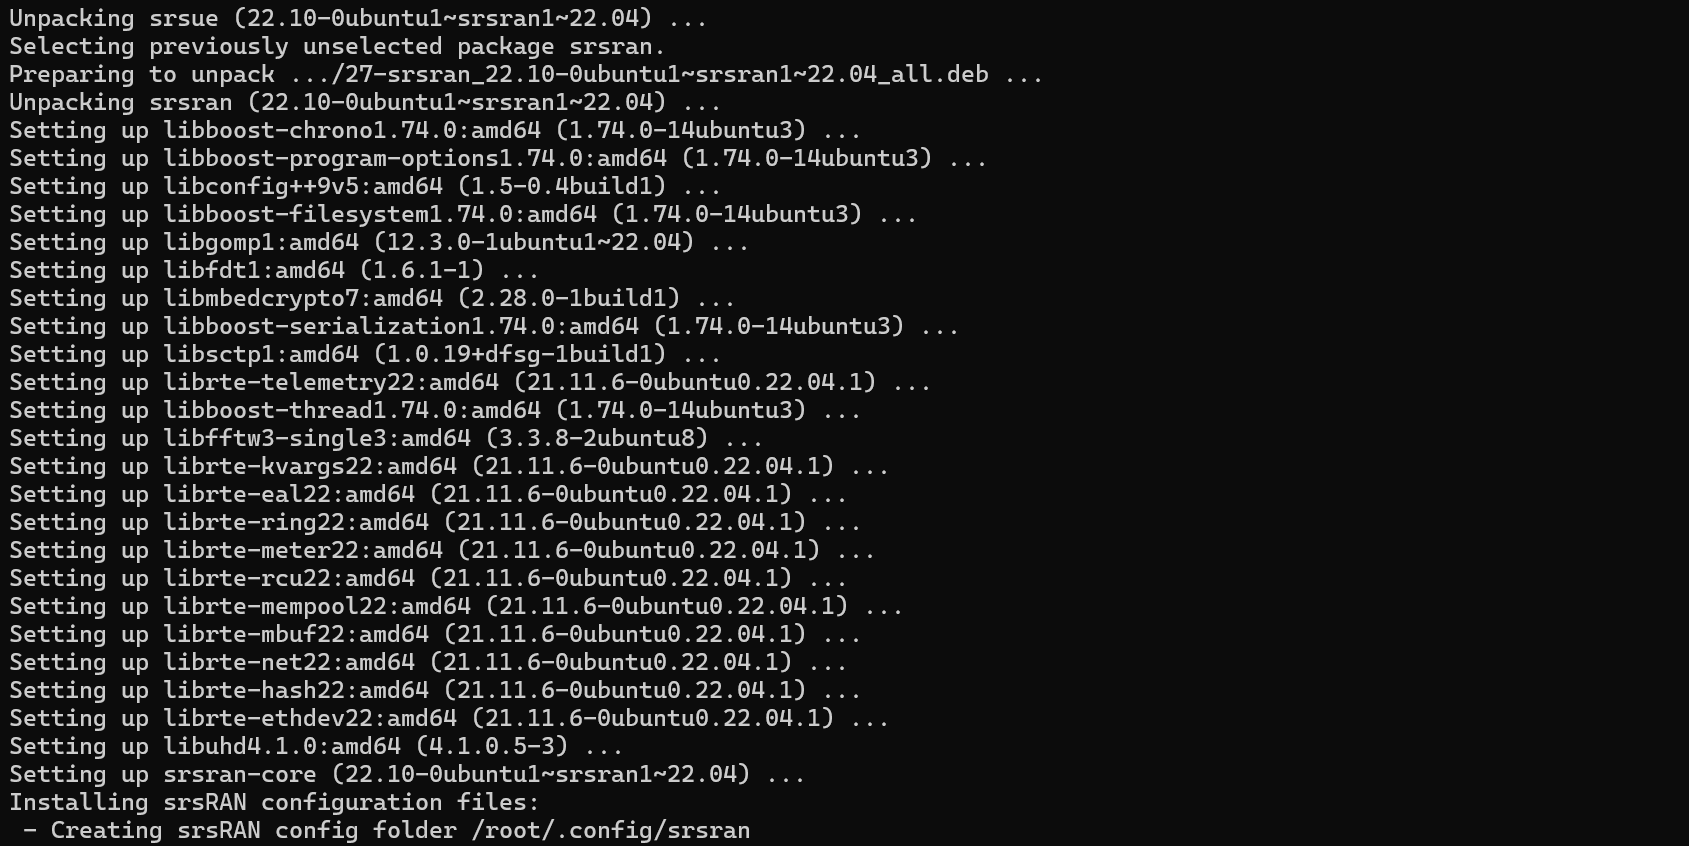 Unpacking srsue (22.10-0ubuntu1~srsran1~22.04) ...
Selecting previously unselected package srsran.
Preparing to unpack .../27-srsran_22.10-0ubuntu1~srsran1~22.04_all.deb ...
Unpacking srsran (22.10-0ubuntu1~srsran1~22.04) ...
Setting up libboost-chrono1.74.0:amd64 (1.74.0-14ubuntu3) ...
Setting up libboost-program-options1.74.0:amd64 (1.74.0-14ubuntu3) ...
Setting up libconfig++9v5:amd64 (1.5-0.4build1) ...
Setting up libboost-filesystem1.74.0:amd64 (1.74.0-14ubuntu3) ...
Setting up libgomp1:amd64 (12.3.0-1ubuntu1~22.04) ...
Setting up libfdt1:amd64 (1.6.1-1) ...
Setting up libmbedcrypto7:amd64 (2.28.0-1build1) ...
Setting up libboost-serialization1.74.0:amd64 (1.74.0-14ubuntu3) ...
Setting up libsctp1:amd64 (1.0.19+dfsg-1build1) ...
Setting up librte-telemetry22:amd64 (21.11.6-0ubuntu0.22.04.1) ...
Setting up libboost-thread1.74.0:amd64 (1.74.0-14ubuntu3) ...
Setting up libfftw3-single3:amd64 (3.3.8-2ubuntu8) ...
Setting up librte-kvargs22:amd64 (21.11.6-0ubuntu0.22.04.1) ...
Setting up librte-eal22:amd64 (21.11.6-0ubuntu0.22.04.1) ...
Setting up librte-ring22:amd64 (21.11.6-0ubuntu0.22.04.1) ...
Setting up librte-meter22:amd64 (21.11.6-0ubuntu0.22.04.1) ...
Setting up librte-rcu22:amd64 (21.11.6-0ubuntu0.22.04.1) ...
Setting up librte-mempool22:amd64 (21.11.6-0ubuntu0.22.04.1) ...
Setting up librte-mbuf22:amd64 (21.11.6-0ubuntu0.22.04.1) ...
Setting up librte-net22:amd64 (21.11.6-0ubuntu0.22.04.1) ...
Setting up librte-hash22:amd64 (21.11.6-0ubuntu0.22.04.1) ...
Setting up librte-ethdev22:amd64 (21.11.6-0ubuntu0.22.04.1) ...
Setting up libuhd4.1.0:amd64 (4.1.0.5-3) ...
Setting up srsran-core (22.10-0ubuntu1~srsran1~22.04) ...
Installing srsRAN configuration files:
 - Creating srsRAN config folder /root/.config/srsran